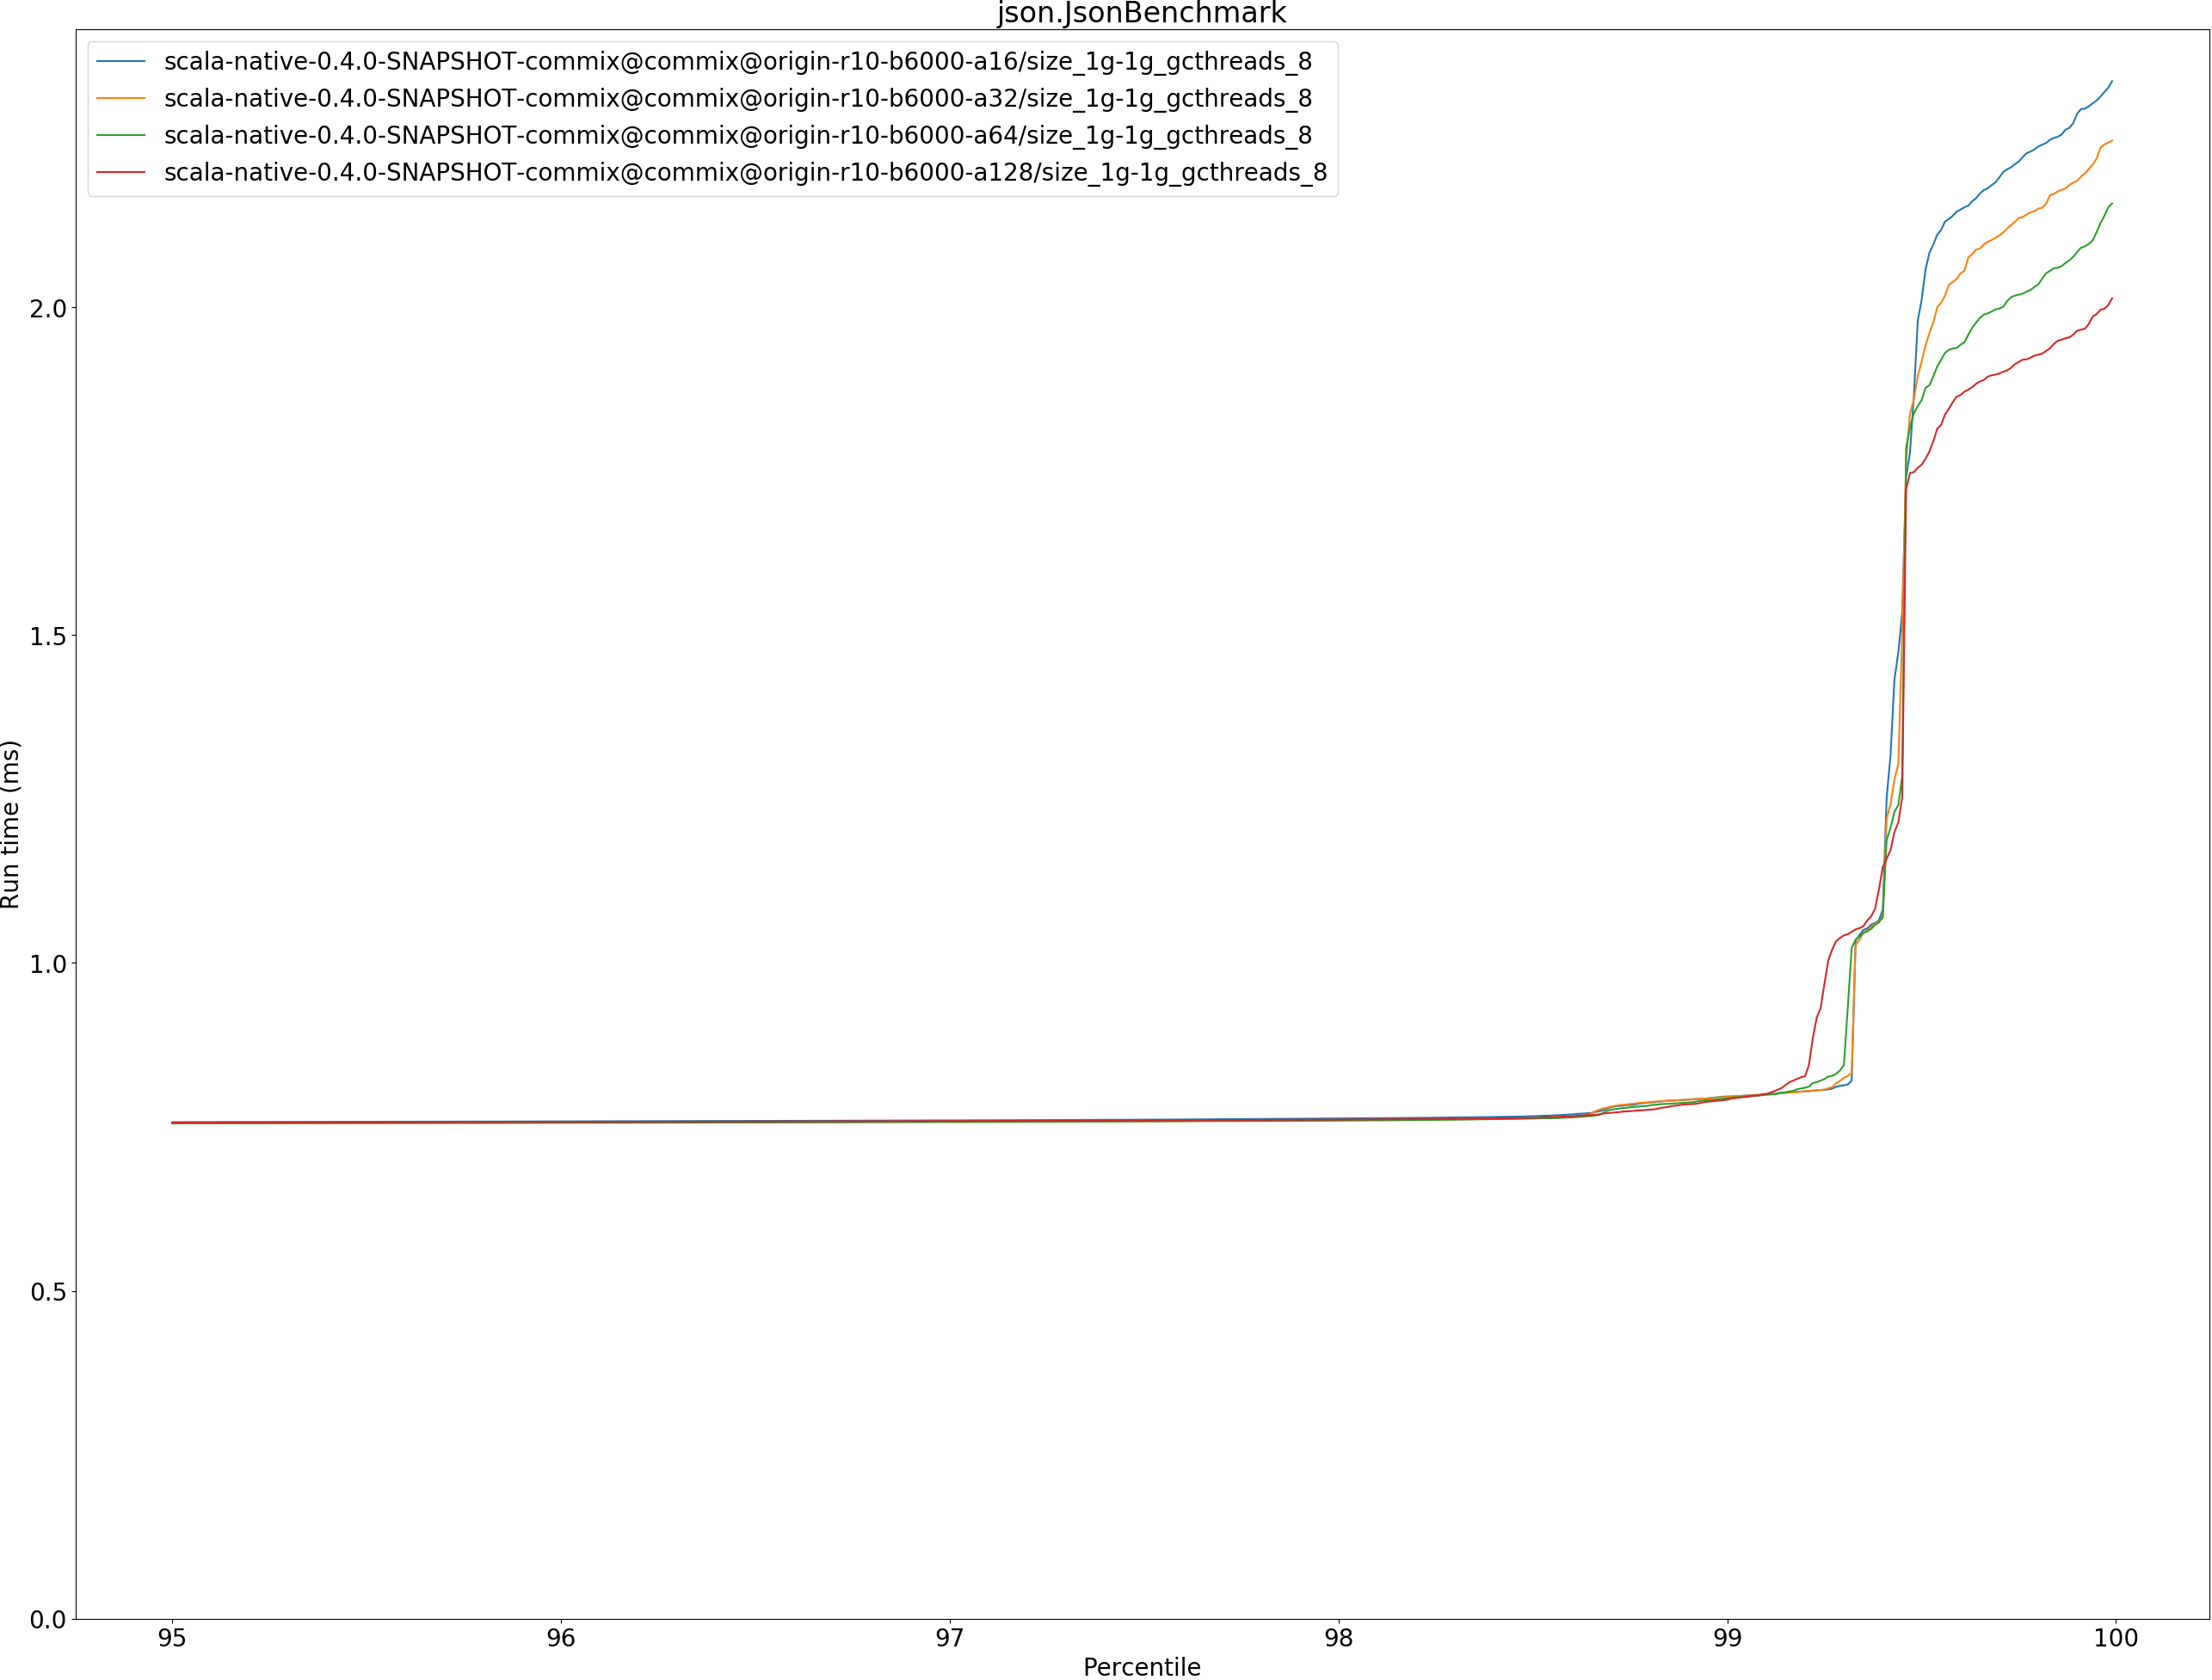 json.JsonBenchmark
scala-native-0.4.0-SNAPSHOT-commix@commix@origin-r10-b6000-a16/size_1g-1g_gcthreads_8
scala-native-0.4.0-SNAPSHOT-commix@commix@origin-r10-b6000-a32/size_1g-1g_gcthreads_8
scala-native-0.4.0-SNAPSHOT-commix@commix@origin-r10-b6000-a64/size_1g-1g_gcthreads_8
scala-native-0.4.0-SNAPSHOT-commix@commix@origin-r10-b6000-a128/size_1g-1g_gcthreads_8
2.0
1.5
1.0
0.5
0.0
Run time (ms)
95 96 97 98 99 100
Percentile